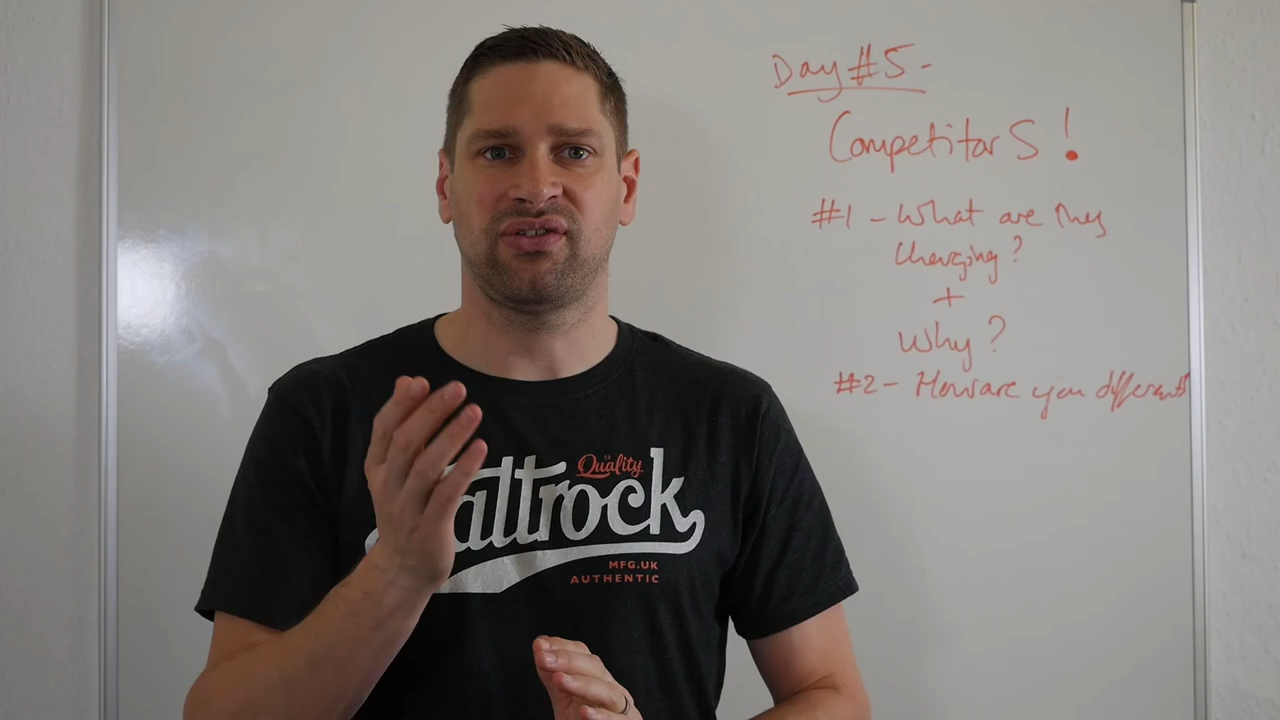 Day #5-
Competitors!
#1 - What are they
Charging?
+
Why?
#2- How are you different
Quality
altrock
MFG.UK
AUTHENTIC